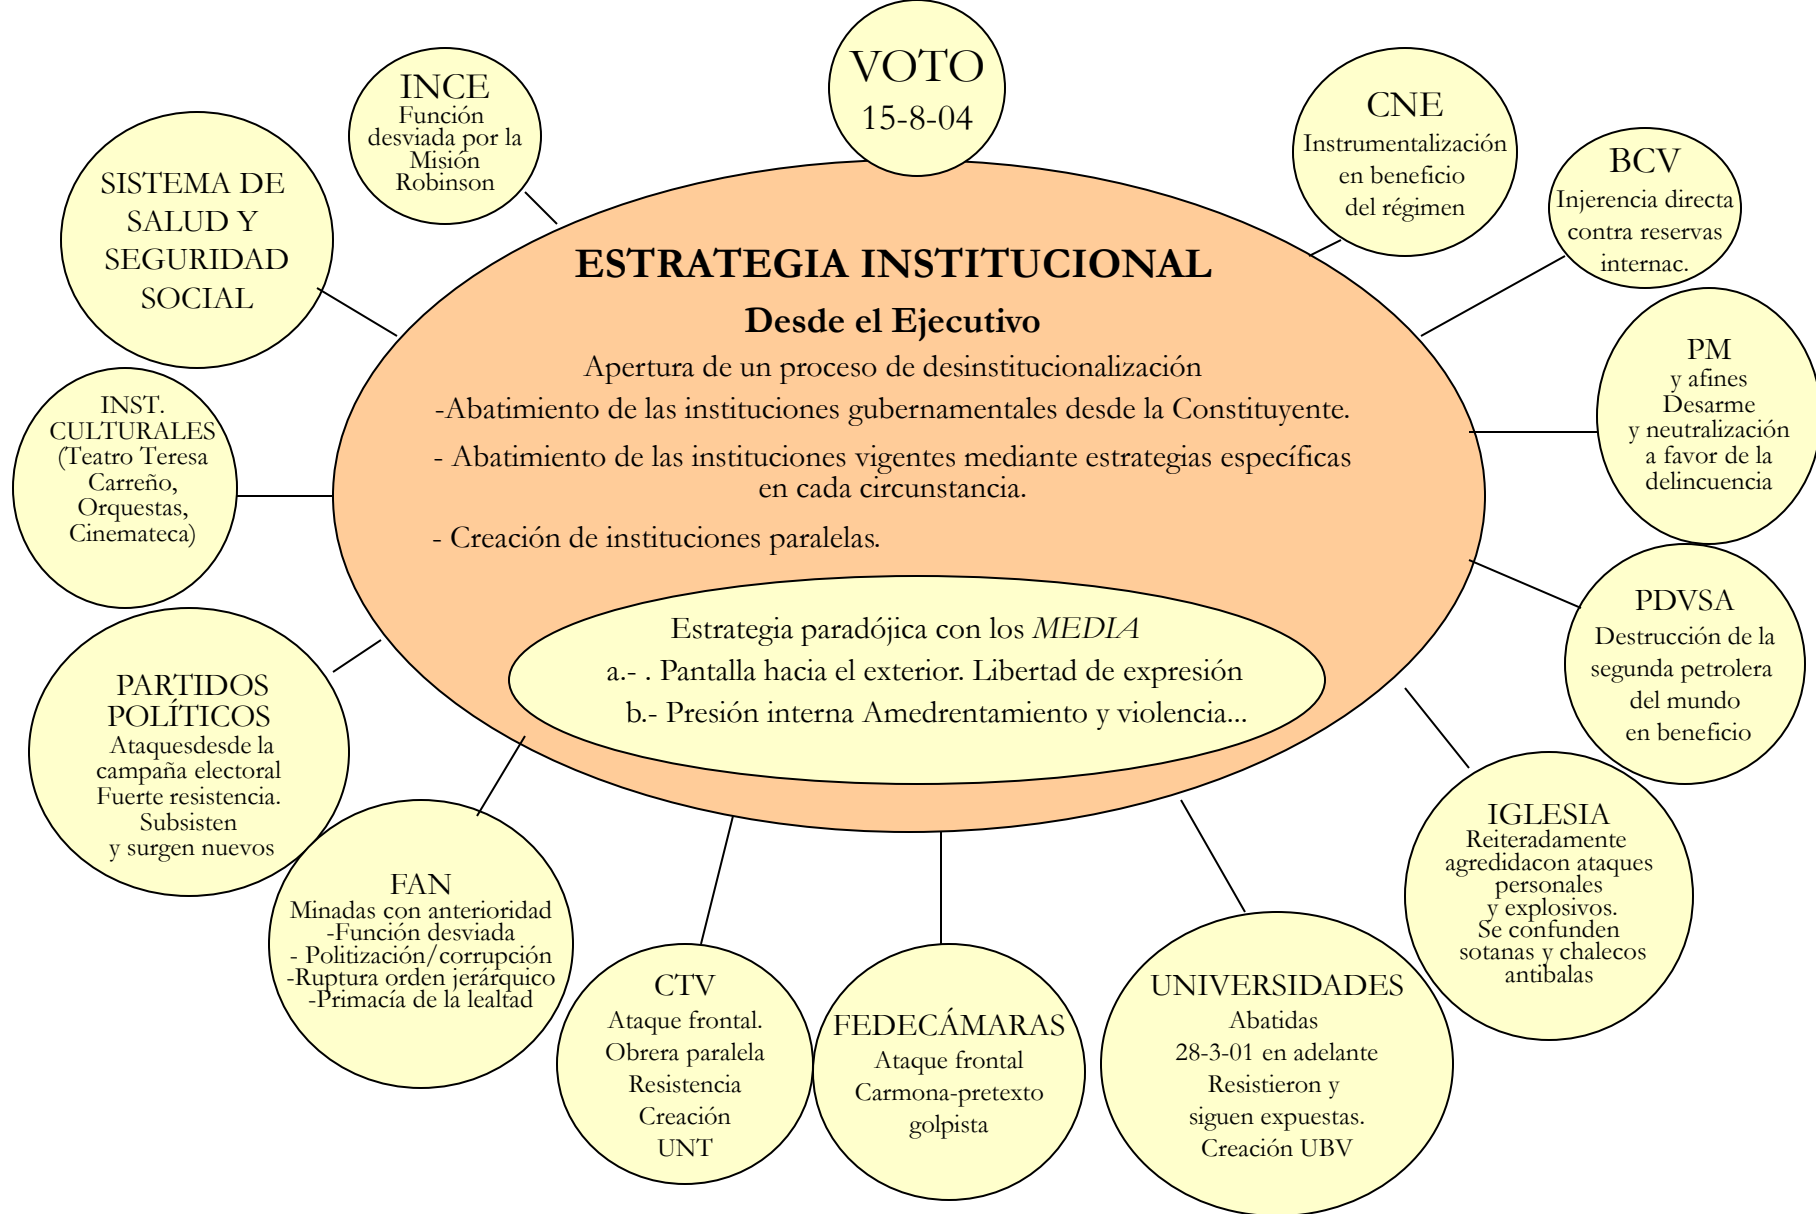 VOTO
15-8-04
INCE
Función
desviada por la
Misión
Robinson
CNE
Instrumentalización
en beneficio
del régimen
SISTEMA DE
SALUD Y
SEGURIDAD
SOCIAL
BCV
Injerencia directa
contra reservas
internac.
ESTRATEGIA INSTITUCIONAL
Desde el Ejecutivo
Apertura de un proceso de desinstitucionalización
-Abatimiento de las instituciones gubernamentales desde la Constituyente.
- Abatimiento de las instituciones vigentes mediante estrategias específicas
en cada circunstancia.
- Creación de instituciones paralelas.
Estrategia paradójica con los MEDIA
a.- . Pantalla hacia el exterior. Libertad de expresión
b.- Presión interna Amedrentamiento y violencia...
PM
y afines
Desarme
y neutralización
a favor de la
delincuencia
INST.
CULTURALES
(Teatro Teresa
Carreño,
Orquestas,
Cinemateca)
PDVSA
Destrucción de la
segunda petrolera
del mundo
en beneficio
PARTIDOS
POLÍTICOS
Ataquesdesde la
campaña electoral
Fuerte resistencia.
Subsisten
y surgen nuevos
IGLESIA
Reiteradamente
agredidacon ataques
personales
y explosivos.
Se confunden
sotanas y chalecos
antibalas
FAN
Minadas con anterioridad
-Función desviada
- Politización/corrupción
-Ruptura orden jerárquico
-Primacía de la lealtad
CTV
Ataque frontal.
Obrera paralela
Resistencia
Creación
UNT
FEDECÁMARAS
Ataque frontal
Carmona-pretexto
golpista
UNIVERSIDADES
Abatidas
28-3-01 en adelante
Resistieron y
siguen expuestas.
Creación UBV